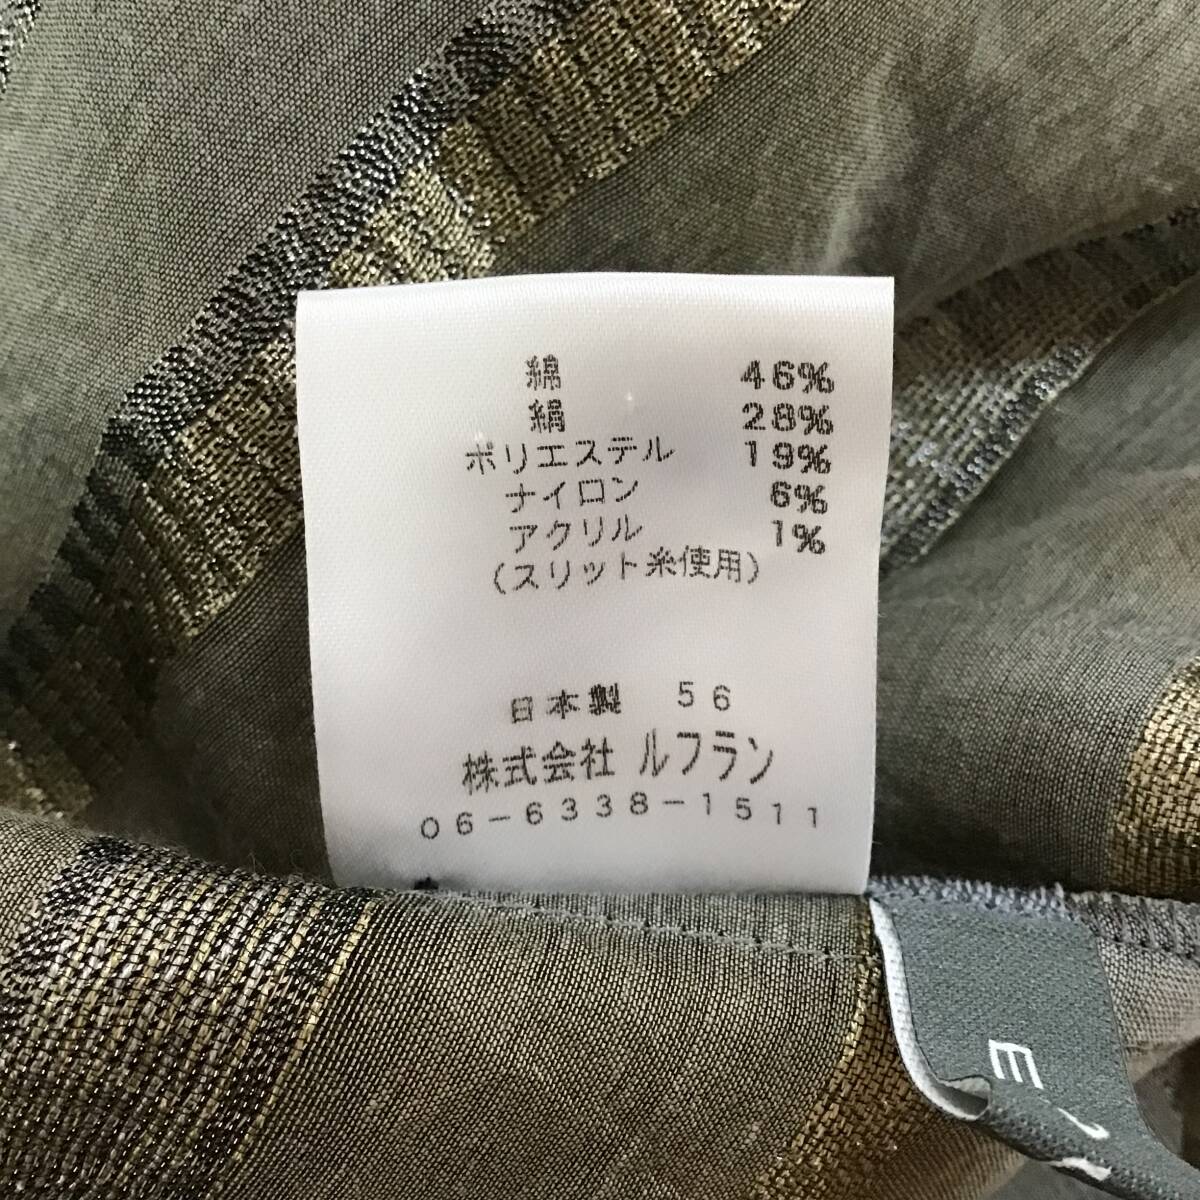 綿 46%
絹 28%
ポリエステル 19%
ナイロン 6%
アクリル 1%
(スリット糸使用)
日本製 56
株式会社 ルフラン
06-6338-1511
E